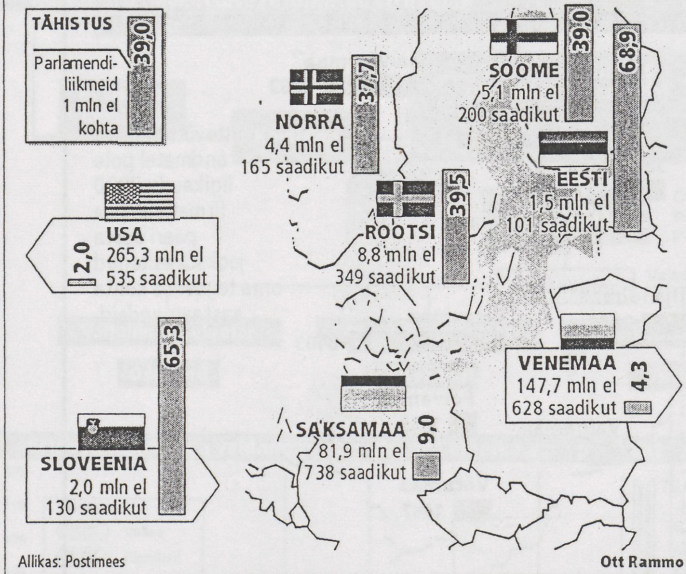 TÄHISTUS
Parlamendi-
liikmeid
1 mln el
kohta
39,0
NORRA
4,4 mln el
165 saadikut
37,7
SOOME
5,1 mln el
200 saadikut
39,0
EESTI
1,5 mln el
101 saadikut
68,9
ROOTSI
8,8 mln el
349 saadikut
39,5
USA
265,3 mln el
535 saadikut
2,0
SLOVEENIA
2,0 mln el
130 saadikut
65,3
SAKSAMAA
81,9 mln el
738 saadikut
9,0
VENEMAA
147,7 mln el
628 saadikut
4,3
Allikas: Postimees
Ott Rammo